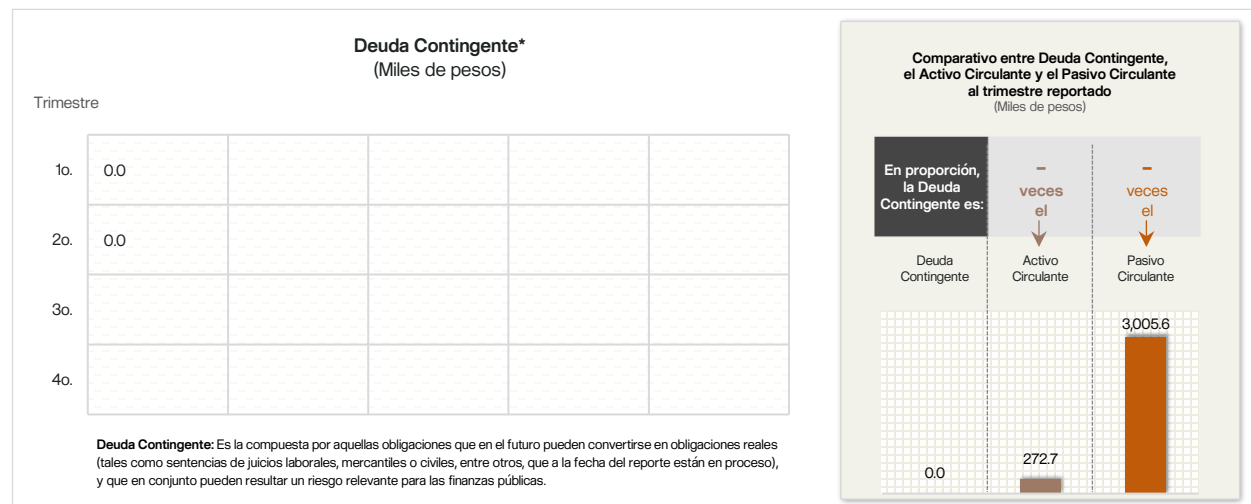 Deuda Contingente*
(Miles de pesos)
Trimestre
1o. 0.0
2o. 0.0
3o.
4o.
Deuda Contingente: Es la compuesta por aquellas obligaciones que en el futuro pueden convertirse en obligaciones reales
(tales como sentencias de juicios laborales, mercantiles o civiles, entre otros, que a la fecha del reporte están en proceso),
y que en conjunto pueden resultar un riesgo relevante para las finanzas públicas.
Comparativo entre Deuda Contingente,
el Activo Circulante y el Pasivo Circulante
al trimestre reportado
(Miles de pesos)
En proporción,
la Deuda
Contingente es:
–
veces
el
–
veces
el
Deuda
Contingente
Activo
Circulante
Pasivo
Circulante
0.0
272.7
3,005.6